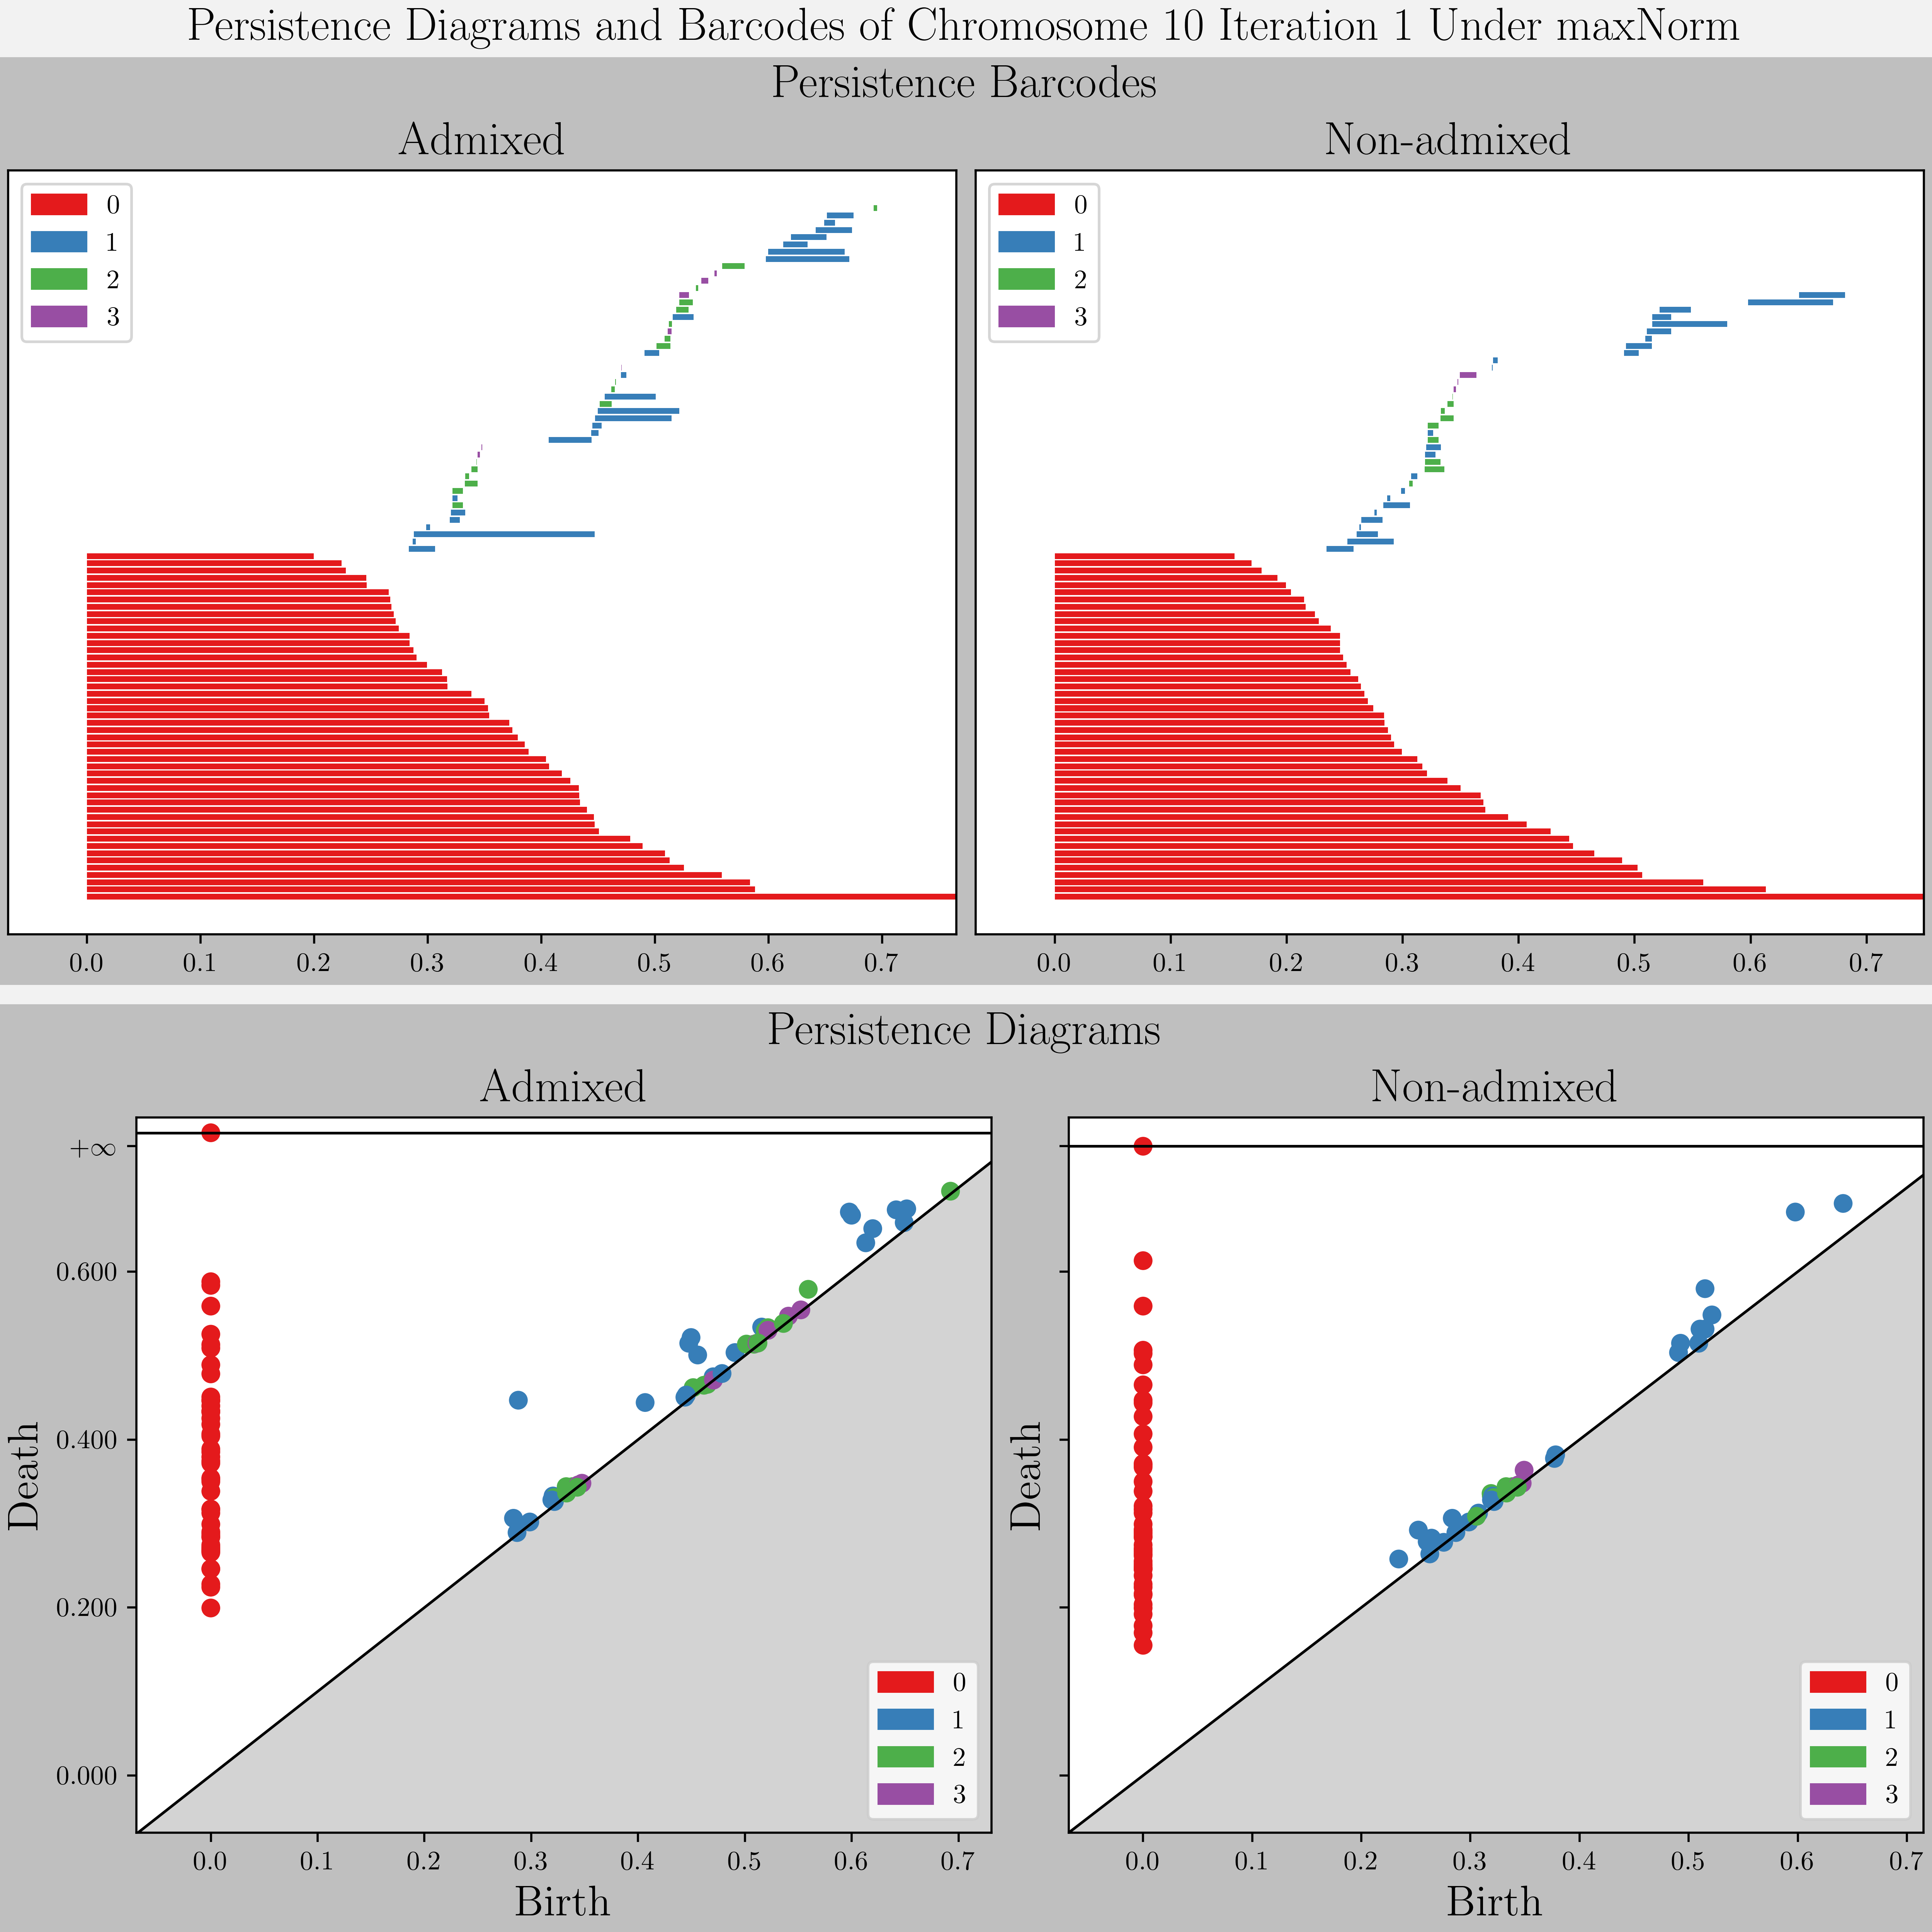 Persistence Diagrams and Barcodes of Chromosome 10 Iteration 1 Under maxNorm
Persistence Barcodes
Admixed
Non-admixed
0
1
2
3
0
1
2
3
0.0 0.1 0.2 0.3 0.4 0.5 0.6 0.7
0.0 0.1 0.2 0.3 0.4 0.5 0.6 0.7
Persistence Diagrams
Admixed
Non-admixed
+∞
0.600
0.400
0.200
0.000
Death
Death
0
1
2
3
0
1
2
3
0.0 0.1 0.2 0.3 0.4 0.5 0.6 0.7
0.0 0.1 0.2 0.3 0.4 0.5 0.6 0.7
Birth
Birth